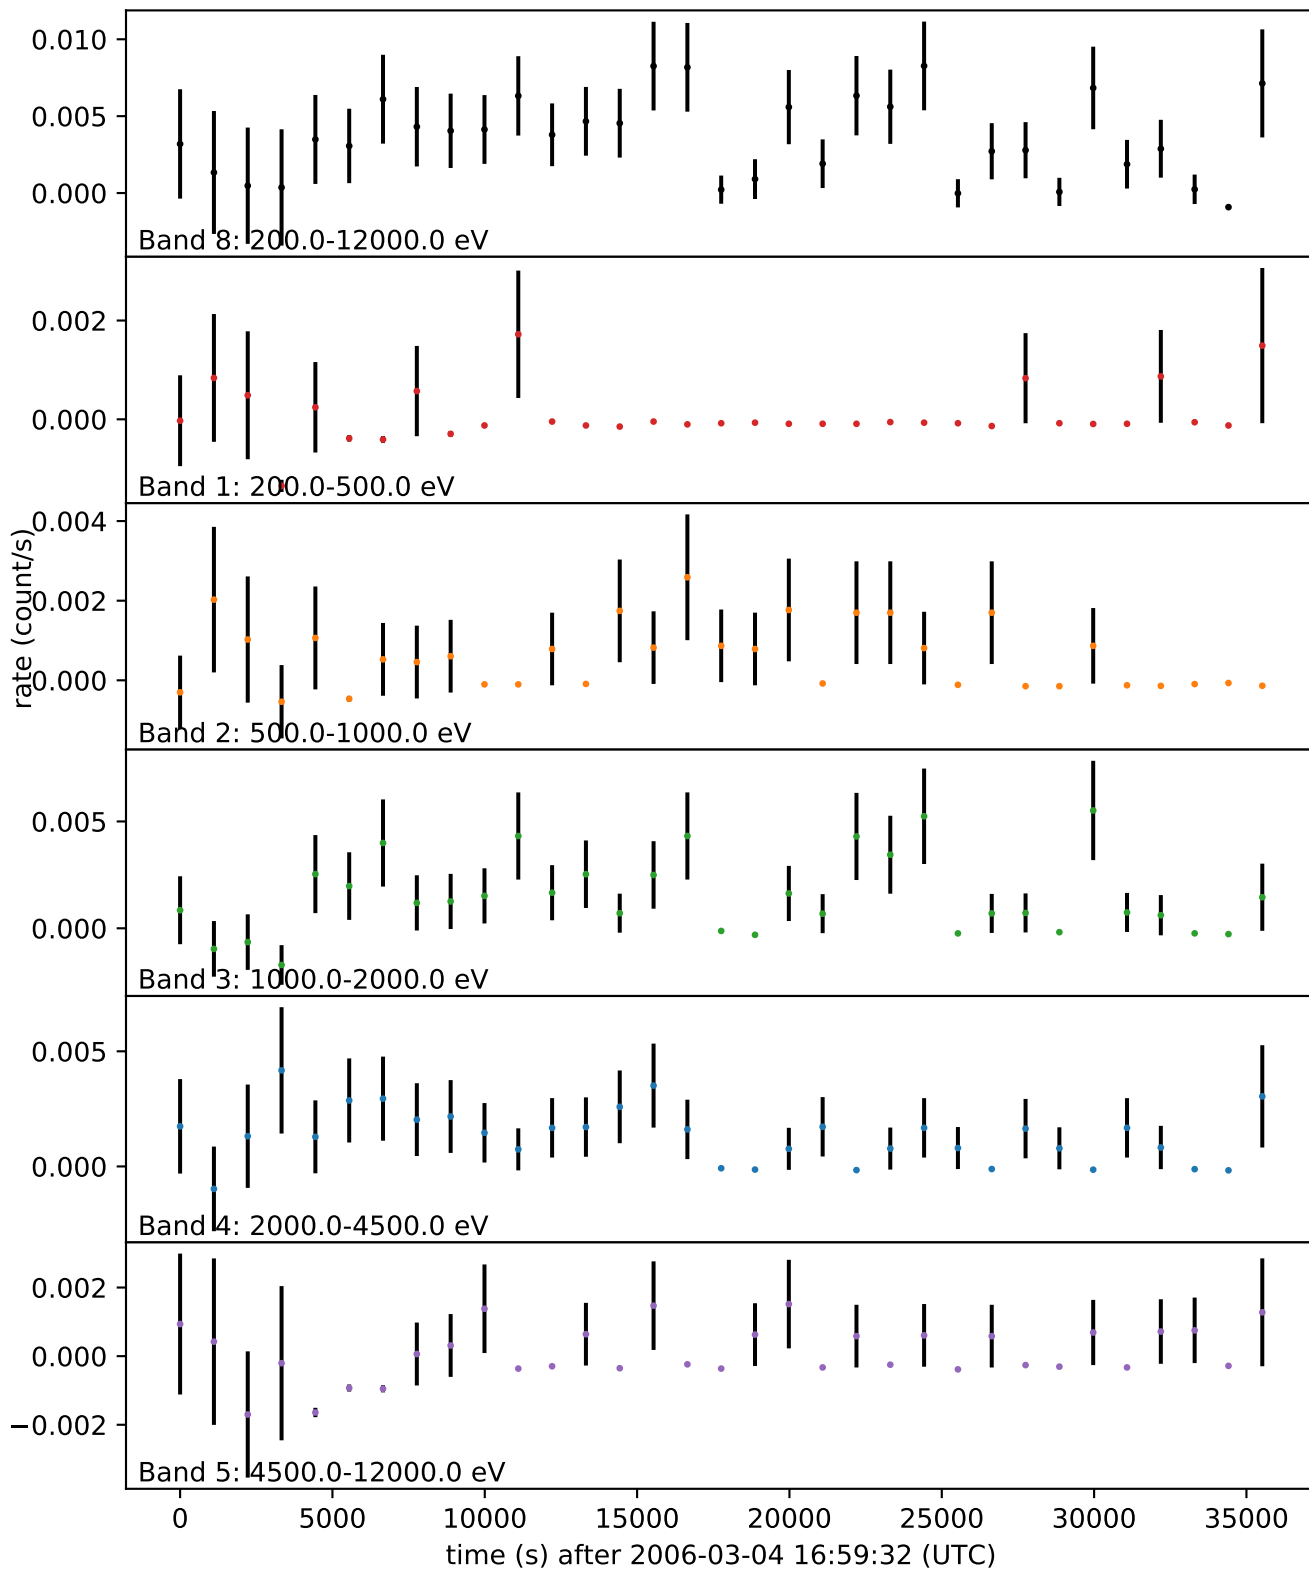 0.010
0.005
0.000
Band 8: 200.0-12000.0 eV
0.002
0.000
Band 1: 200.0-500.0 eV
0.004
0.002
0.000
rate (count/s)
Band 2: 500.0-1000.0 eV
0.005
0.000
Band 3: 1000.0-2000.0 eV
0.005
0.000
Band 4: 2000.0-4500.0 eV
0.002
0.000
−0.002
Band 5: 4500.0-12000.0 eV
0 5000 10000 15000 20000 25000 30000 35000
time (s) after 2006-03-04 16:59:32 (UTC)